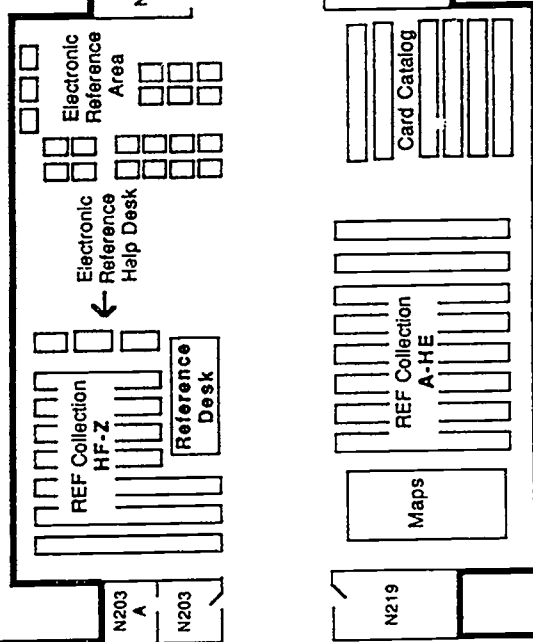 Electronic
Reference
Area
Electronic
Reference
Help Desk
REF Collection
HF-Z
Reference
Desk
N203
A
N203
Card Catalog
REF Collection
A-HE
Maps
N219